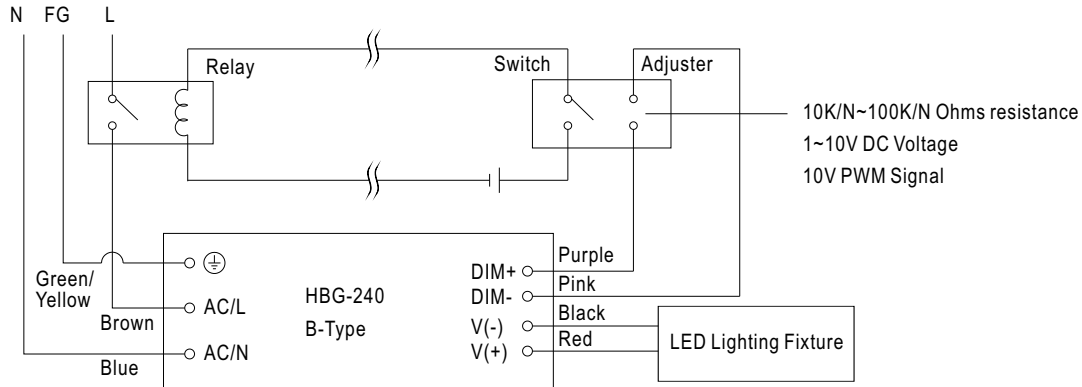 N FG L
Relay
Switch
Adjuster
10K/N~100K/N Ohms resistance
1~10V DC Voltage
10V PWM Signal
Green/
Yellow
Brown
Blue
AC/L
AC/N
HBG-240
B-Type
DIM+
DIM-
V(-)
V(+)
Purple
Pink
Black
Red
LED Lighting Fixture